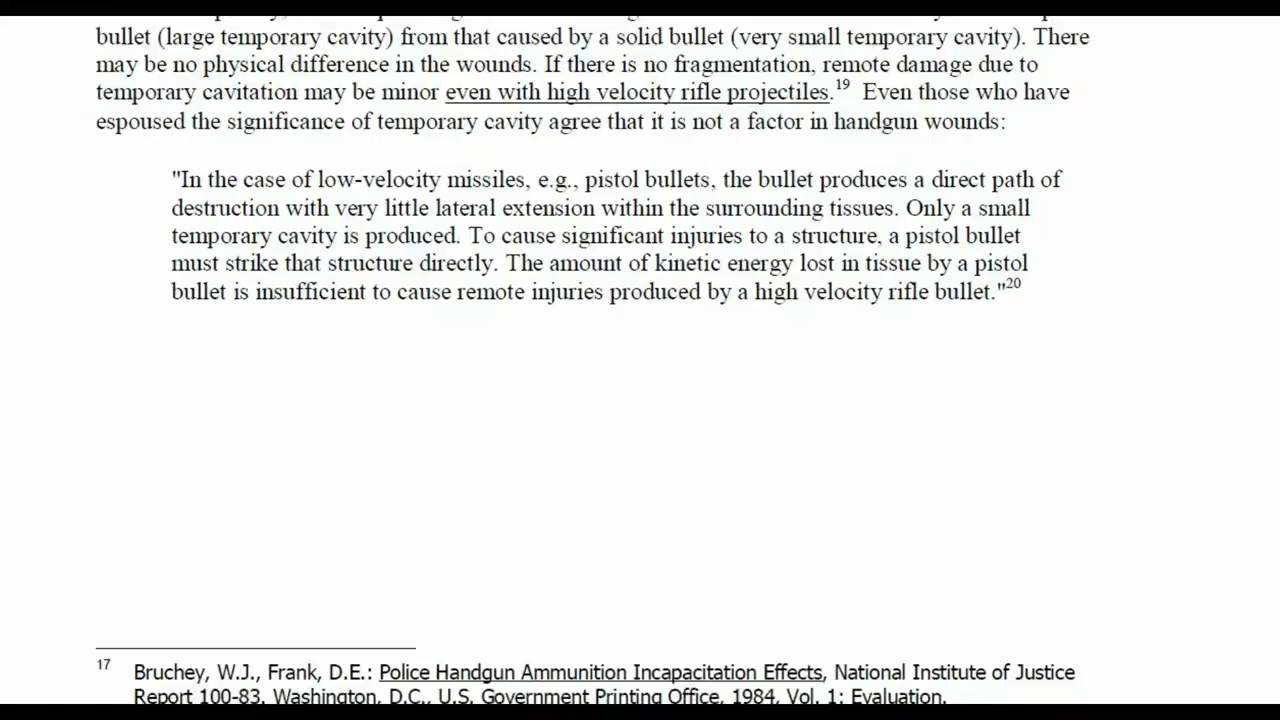 bullet (large temporary cavity) from that caused by a solid bullet (very small temporary cavity). There
may be no physical difference in the wounds. If there is no fragmentation, remote damage due to
temporary cavitation may be minor even with high velocity rifle projectiles.19 Even those who have
espoused the significance of temporary cavity agree that it is not a factor in handgun wounds:
"In the case of low-velocity missiles, e.g., pistol bullets, the bullet produces a direct path of
destruction with very little lateral extension within the surrounding tissues. Only a small
temporary cavity is produced. To cause significant injuries to a structure, a pistol bullet
must strike that structure directly. The amount of kinetic energy lost in tissue by a pistol
bullet is insufficient to cause remote injuries produced by a high velocity rifle bullet."20
17 Bruchey, W.J., Frank, D.E.: Police Handgun Ammunition Incapacitation Effects, National Institute of Justice
Report 100-83. Washington, D.C., U.S. Government Printing Office, 1984, Vol. 1: Evaluation.